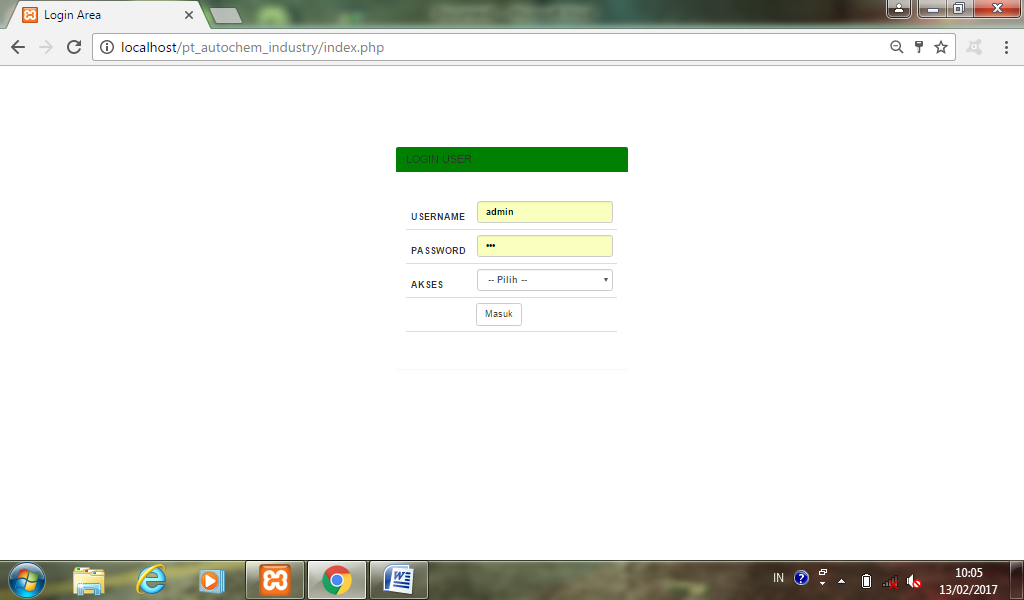 Login Area
localhost/pt_autochem_industry/index.php
LOGIN USER
USERNAME admin
PASSWORD •••
AKSES -- Pilih --
Masuk
IN
10:05
13/02/2017